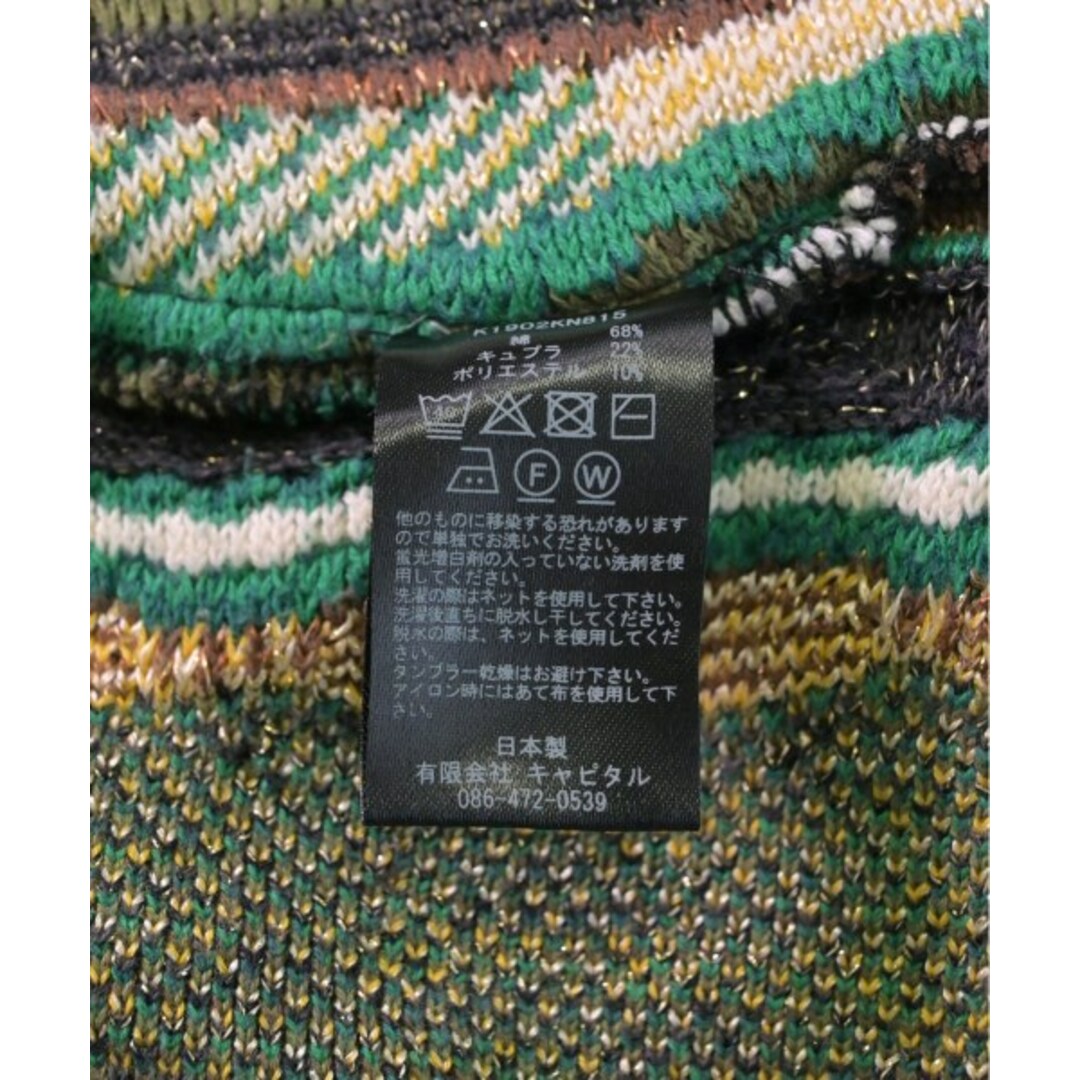 K1902KN815
綿 68%
キュプラ 22%
ポリエステル 10%
40
F W
他のものに移染する恐れがあります
ので単独でお洗いください。
蛍光増白剤の入っていない洗剤を使
用してください。
洗濯の際はネットを使用して下さい。
洗濯後直ちに脱水し干してください。
脱水の際は、ネットを使用してくだ
さい。
タンブラー乾燥はお避け下さい。
アイロン時にはあて布を使用して下
さい。
日本製
有限会社 キャピタル
086-472-0539